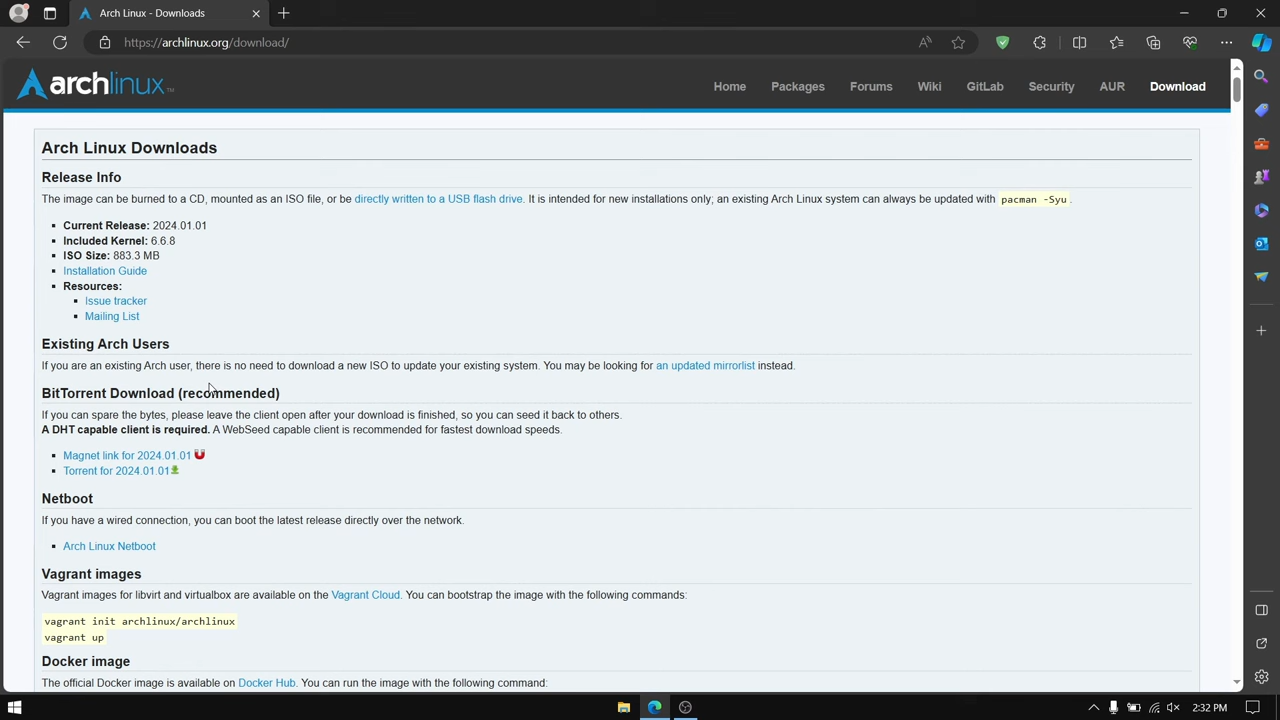 Arch Linux - Downloads
https://archlinux.org/download/
archlinux™
Home Packages Forums Wiki GitLab Security AUR Download
Arch Linux Downloads
Release Info
The image can be burned to a CD, mounted as an ISO file, or be directly written to a USB flash drive. It is intended for new installations only; an existing Arch Linux system can always be updated with pacman -Syu.
Current Release: 2024.01.01
Included Kernel: 6.6.8
ISO Size: 883.3 MB
Installation Guide
Resources:
Issue tracker
Mailing List
Existing Arch Users
If you are an existing Arch user, there is no need to download a new ISO to update your existing system. You may be looking for an updated mirrorlist instead.
BitTorrent Download (recommended)
If you can spare the bytes, please leave the client open after your download is finished, so you can seed it back to others.
A DHT capable client is required. A WebSeed capable client is recommended for fastest download speeds.
Magnet link for 2024.01.01
Torrent for 2024.01.01
Netboot
If you have a wired connection, you can boot the latest release directly over the network.
Arch Linux Netboot
Vagrant images
Vagrant images for libvirt and virtualbox are available on the Vagrant Cloud. You can bootstrap the image with the following commands:
vagrant init archlinux/archlinux
vagrant up
Docker image
The official Docker image is available on Docker Hub. You can run the image with the following command:
2:32 PM